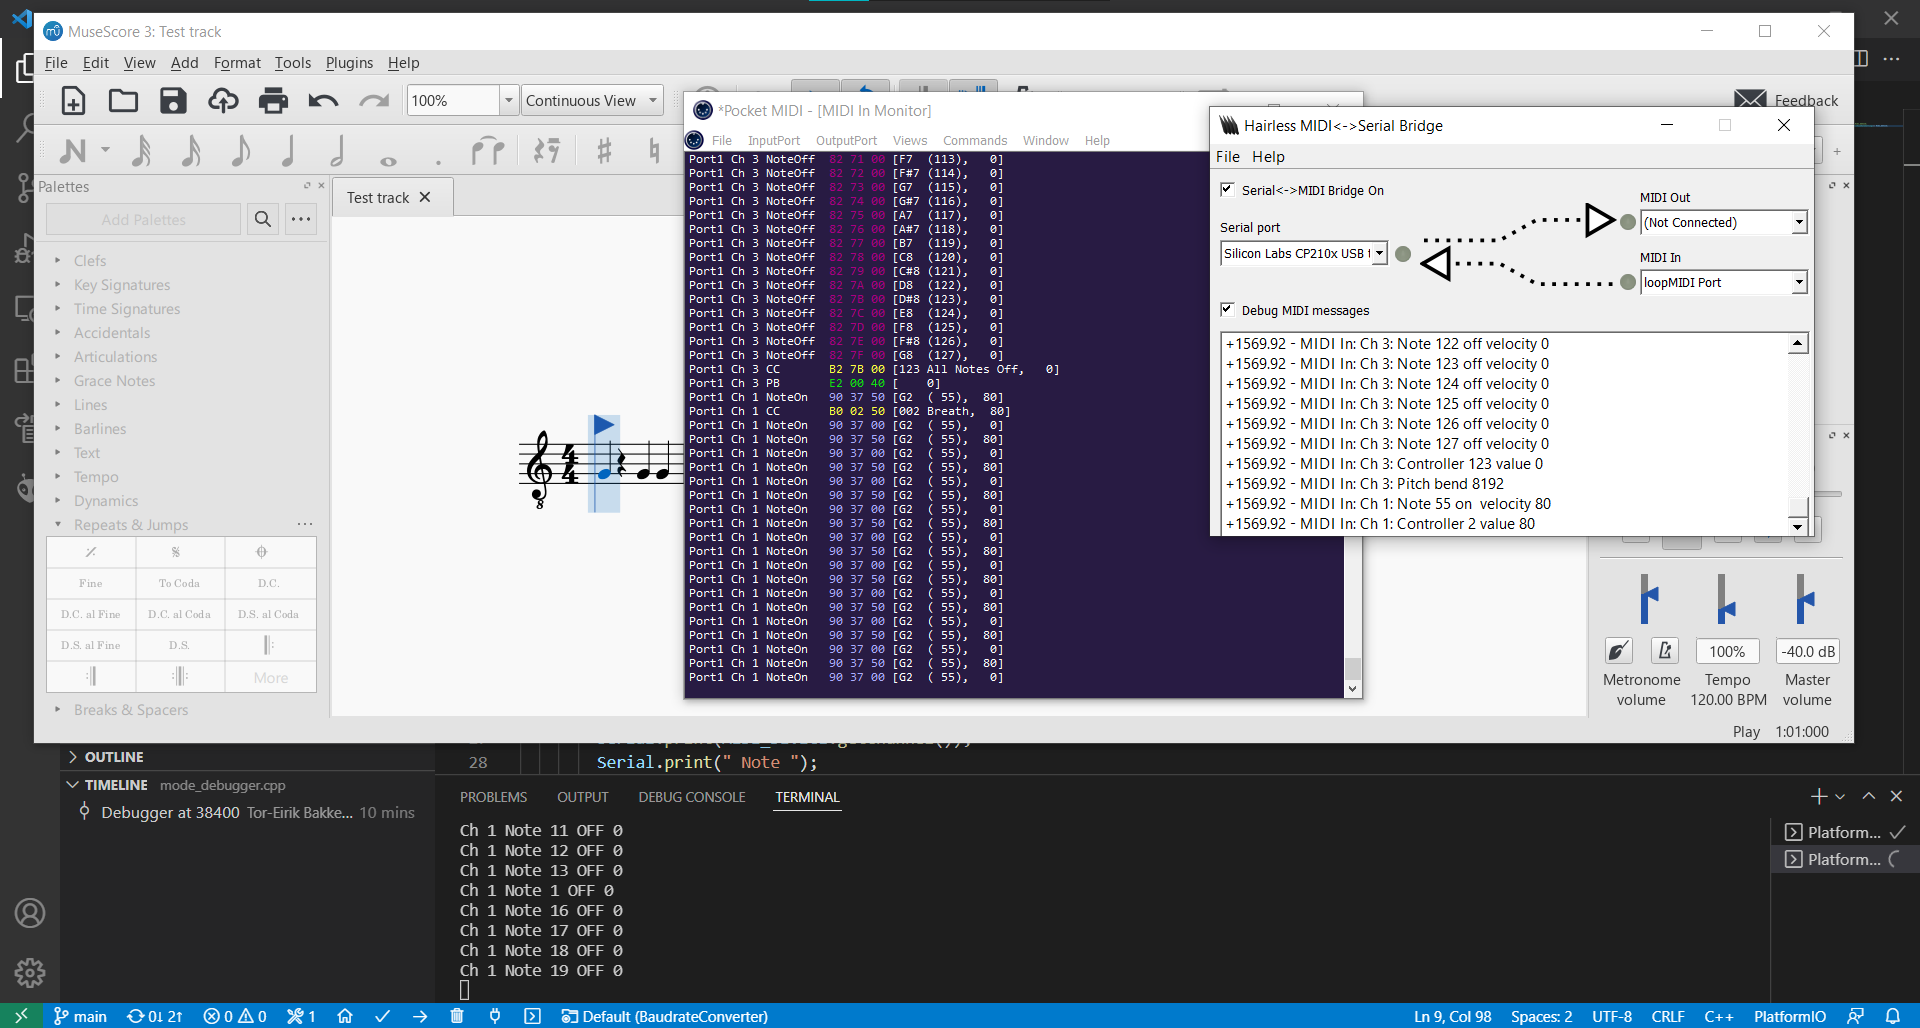 MuseScore 3: Test track
File Edit View Add Format Tools Plugins Help
100%
Continuous View
Feedback
Palettes
Add Palettes
Test track
Clefs
Key Signatures
Time Signatures
Accidentals
Articulations
Grace Notes
Lines
Barlines
Text
Tempo
Dynamics
Repeats & Jumps
Fine To Coda D.C.
D.C. al Fine D.C. al Coda D.S. al Coda
D.S. al Fine D.S.
More
Breaks & Spacers
4
4
8
*Pocket MIDI - [MIDI In Monitor]
File InputPort OutputPort Views Commands Window Help
Port1 Ch 3 NoteOff 82 71 00 [F7 (113), 0]
Port1 Ch 3 NoteOff 82 72 00 [F#7 (114), 0]
Port1 Ch 3 NoteOff 82 73 00 [G7 (115), 0]
Port1 Ch 3 NoteOff 82 74 00 [G#7 (116), 0]
Port1 Ch 3 NoteOff 82 75 00 [A7 (117), 0]
Port1 Ch 3 NoteOff 82 76 00 [A#7 (118), 0]
Port1 Ch 3 NoteOff 82 77 00 [B7 (119), 0]
Port1 Ch 3 NoteOff 82 78 00 [C8 (120), 0]
Port1 Ch 3 NoteOff 82 79 00 [C#8 (121), 0]
Port1 Ch 3 NoteOff 82 7A 00 [D8 (122), 0]
Port1 Ch 3 NoteOff 82 7B 00 [D#8 (123), 0]
Port1 Ch 3 NoteOff 82 7C 00 [E8 (124), 0]
Port1 Ch 3 NoteOff 82 7D 00 [F8 (125), 0]
Port1 Ch 3 NoteOff 82 7E 00 [F#8 (126), 0]
Port1 Ch 3 NoteOff 82 7F 00 [G8 (127), 0]
Port1 Ch 3 CC B2 7B 00 [123 All Notes Off, 0]
Port1 Ch 3 PB E2 00 40 [ 0]
Port1 Ch 1 NoteOn 90 37 50 [G2 ( 55), 80]
Port1 Ch 1 CC B0 02 50 [002 Breath, 80]
Port1 Ch 1 NoteOn 90 37 00 [G2 ( 55), 0]
Port1 Ch 1 NoteOn 90 37 50 [G2 ( 55), 80]
Port1 Ch 1 NoteOn 90 37 00 [G2 ( 55), 0]
Port1 Ch 1 NoteOn 90 37 50 [G2 ( 55), 80]
Port1 Ch 1 NoteOn 90 37 00 [G2 ( 55), 0]
Port1 Ch 1 NoteOn 90 37 50 [G2 ( 55), 80]
Port1 Ch 1 NoteOn 90 37 00 [G2 ( 55), 0]
Port1 Ch 1 NoteOn 90 37 50 [G2 ( 55), 80]
Port1 Ch 1 NoteOn 90 37 00 [G2 ( 55), 0]
Port1 Ch 1 NoteOn 90 37 50 [G2 ( 55), 80]
Port1 Ch 1 NoteOn 90 37 00 [G2 ( 55), 0]
Port1 Ch 1 NoteOn 90 37 50 [G2 ( 55), 80]
Port1 Ch 1 NoteOn 90 37 00 [G2 ( 55), 0]
Port1 Ch 1 NoteOn 90 37 50 [G2 ( 55), 80]
Port1 Ch 1 NoteOn 90 37 00 [G2 ( 55), 0]
Port1 Ch 1 NoteOn 90 37 50 [G2 ( 55), 80]
Port1 Ch 1 NoteOn 90 37 00 [G2 ( 55), 0]
Port1 Ch 1 NoteOn 90 37 50 [G2 ( 55), 80]
Port1 Ch 1 NoteOn 90 37 00 [G2 ( 55), 0]
Hairless MIDI<->Serial Bridge
File Help
Serial<->MIDI Bridge On
MIDI Out
(Not Connected)
Serial port
Silicon Labs CP210x USB t
MIDI In
loopMIDI Port
Debug MIDI messages
+1569.92 - MIDI In: Ch 3: Note 122 off velocity 0
+1569.92 - MIDI In: Ch 3: Note 123 off velocity 0
+1569.92 - MIDI In: Ch 3: Note 124 off velocity 0
+1569.92 - MIDI In: Ch 3: Note 125 off velocity 0
+1569.92 - MIDI In: Ch 3: Note 126 off velocity 0
+1569.92 - MIDI In: Ch 3: Note 127 off velocity 0
+1569.92 - MIDI In: Ch 3: Controller 123 value 0
+1569.92 - MIDI In: Ch 3: Pitch bend 8192
+1569.92 - MIDI In: Ch 1: Note 55 on velocity 80
+1569.92 - MIDI In: Ch 1: Controller 2 value 80
100% -40.0 dB
Metronome volume
Tempo 120.00 BPM
Master volume
Play 1:01:000
28 Serial.print(" Note ");
OUTLINE
TIMELINE mode_debugger.cpp
Debugger at 38400 Tor-Eirik Bakke... 10 mins
PROBLEMS OUTPUT DEBUG CONSOLE TERMINAL
Ch 1 Note 11 OFF 0
Ch 1 Note 12 OFF 0
Ch 1 Note 13 OFF 0
Ch 1 Note 1 OFF 0
Ch 1 Note 16 OFF 0
Ch 1 Note 17 OFF 0
Ch 1 Note 18 OFF 0
Ch 1 Note 19 OFF 0
Platform...
Platform...
main 0↓ 2↑ 0 0 1 Default (BaudrateConverter) Ln 9, Col 98 Spaces: 2 UTF-8 CRLF C++ PlatformIO